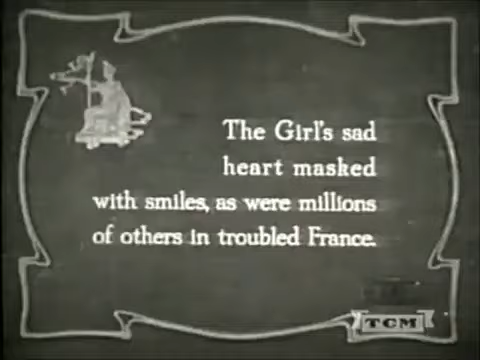 The Girl's sad
heart masked
with smiles, as were millions
of others in troubled France.
TCM